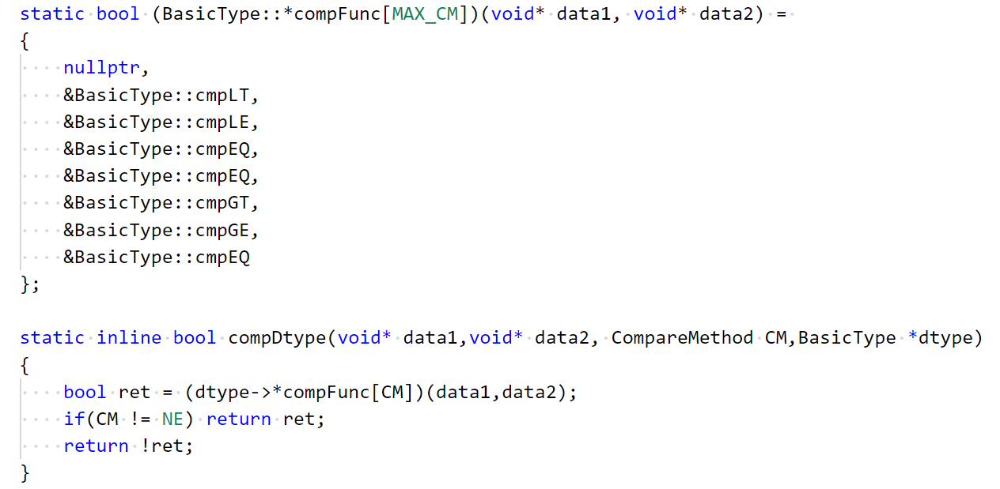 static bool (BasicType::*compFunc[MAX_CM])(void* data1, void* data2) =
{
    nullptr,
    &BasicType::cmpLT,
    &BasicType::cmpLE,
    &BasicType::cmpEQ,
    &BasicType::cmpEQ,
    &BasicType::cmpGT,
    &BasicType::cmpGE,
    &BasicType::cmpEQ
};

static inline bool compDtype(void* data1,void* data2, CompareMethod CM,BasicType *dtype)
{
    bool ret = (dtype->*compFunc[CM])(data1,data2);
    if(CM != NE) return ret;
    return !ret;
}